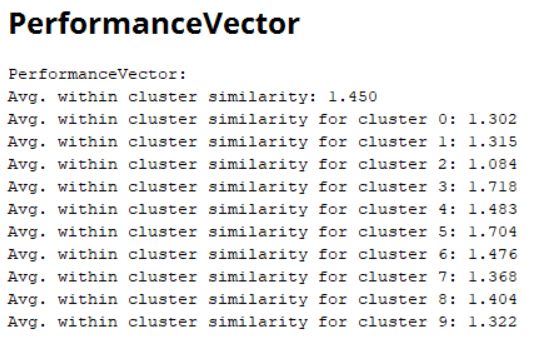 PerformanceVector
PerformanceVector:
Avg. within cluster similarity: 1.450
Avg. within cluster similarity for cluster 0: 1.302
Avg. within cluster similarity for cluster 1: 1.315
Avg. within cluster similarity for cluster 2: 1.084
Avg. within cluster similarity for cluster 3: 1.718
Avg. within cluster similarity for cluster 4: 1.483
Avg. within cluster similarity for cluster 5: 1.704
Avg. within cluster similarity for cluster 6: 1.476
Avg. within cluster similarity for cluster 7: 1.368
Avg. within cluster similarity for cluster 8: 1.404
Avg. within cluster similarity for cluster 9: 1.322